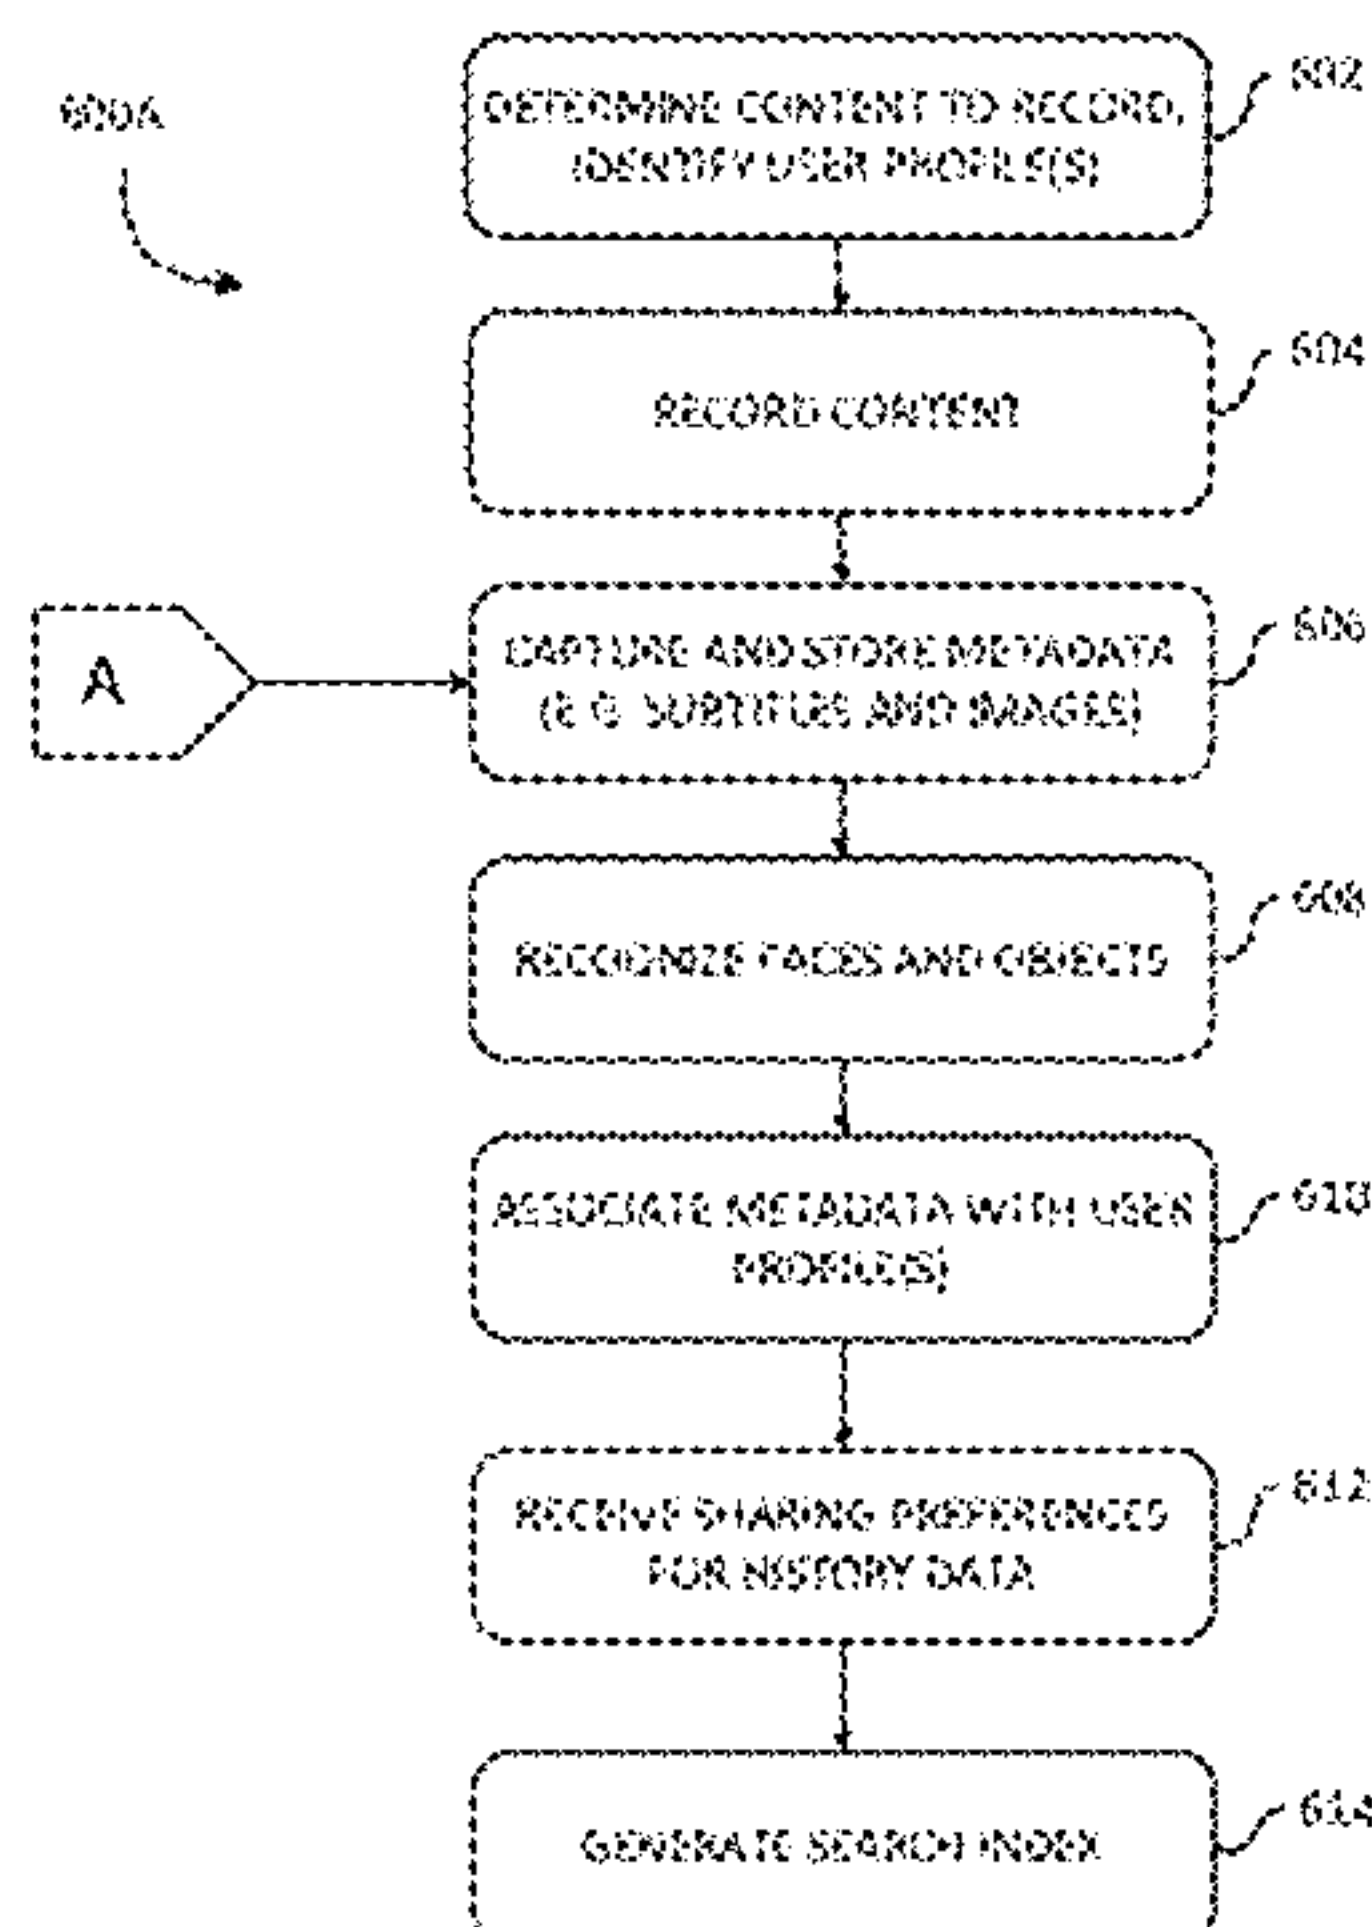 600A
DETERMINE CONTENT TO RECORD,
IDENTIFY USER PROFILE(S)
602
RECORD CONTENT
604
A
CAPTURE AND STORE METADATA
(E.G. SUBTITLES AND IMAGES)
606
RECOGNIZE FACES AND OBJECTS
608
ASSOCIATE METADATA WITH USER
PROFILE(S)
610
RECEIVE SHARING PREFERENCES
FOR HISTORY DATA
612
GENERATE SEARCH INDEX
614